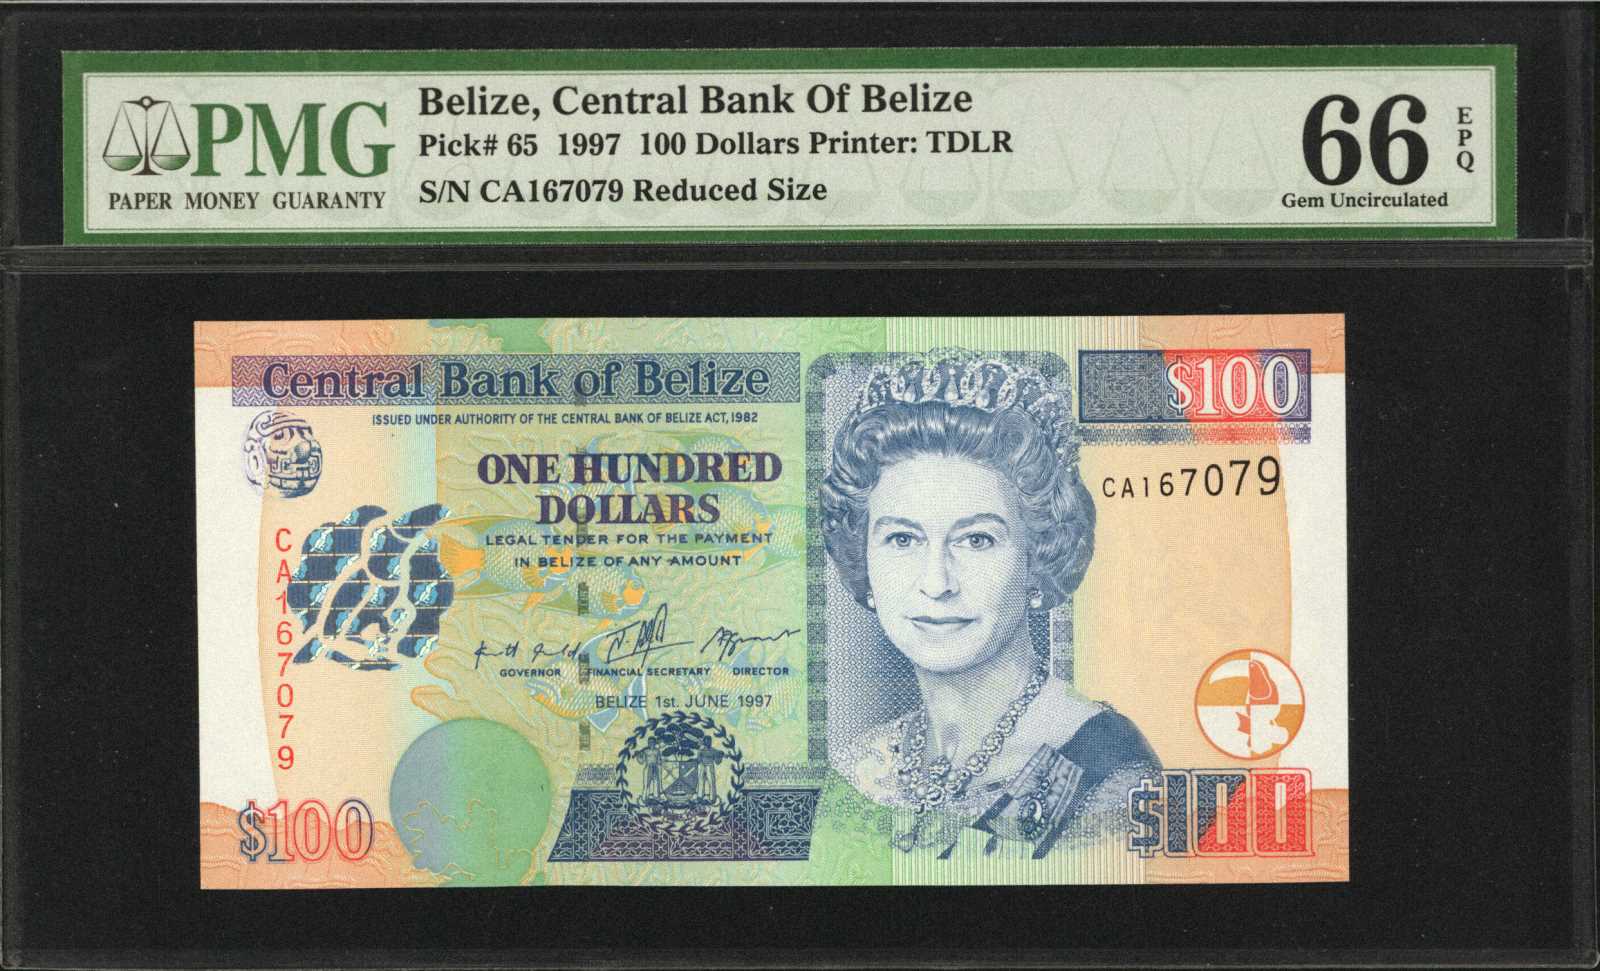 PMG
PAPER MONEY GUARANTY
Belize, Central Bank Of Belize
Pick# 65 1997 100 Dollars Printer: TDLR
S/N CA167079 Reduced Size
66
EPQ
Gem Uncirculated
Central Bank of Belize
ISSUED UNDER AUTHORITY OF THE CENTRAL BANK OF BELIZE ACT, 1982
$100
ONE HUNDRED
DOLLARS
LEGAL TENDER FOR THE PAYMENT
IN BELIZE OF ANY AMOUNT
CA167079
CA167079
GOVERNOR FINANCIAL SECRETARY DIRECTOR
BELIZE 1st. JUNE 1997
$100
$100